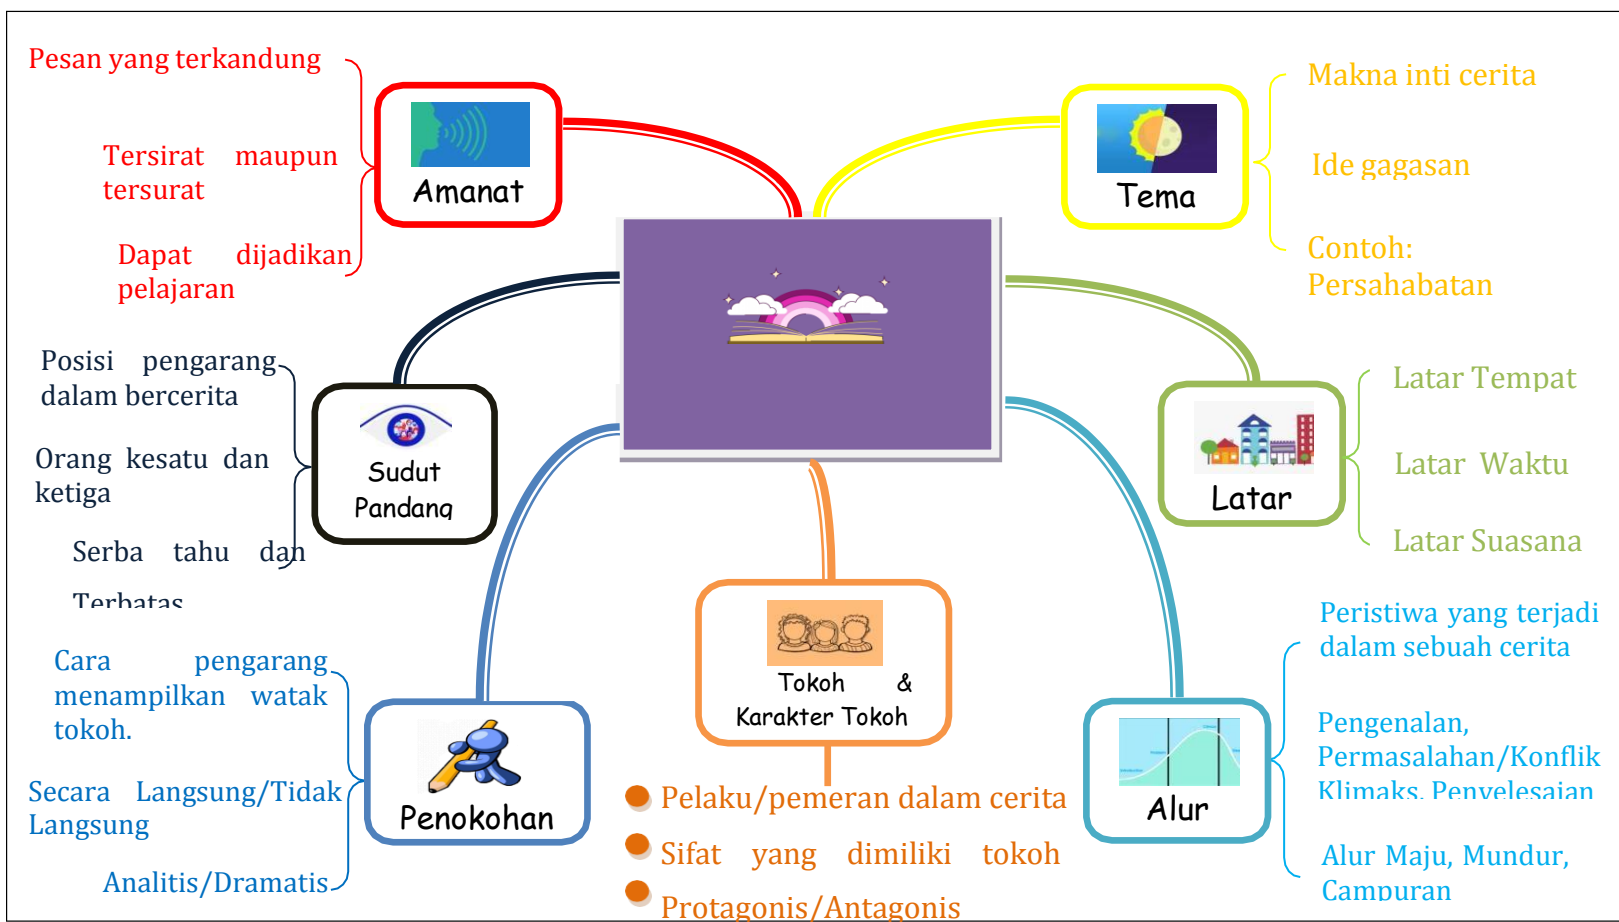 Pesan yang terkandung
Tersirat maupun
tersurat
Dapat dijadikan
pelajaran
Amanat
Tema
Makna inti cerita
Ide gagasan
Contoh:
Persahabatan
Posisi pengarang
dalam bercerita
Orang kesatu dan
ketiga
Serba tahu dan
Terbatas
Sudut
Pandang
Latar
Latar Tempat
Latar Waktu
Latar Suasana
Cara pengarang
menampilkan watak
tokoh.
Secara Langsung/Tidak
Langsung
Analitis/Dramatis
Penokohan
Tokoh &
Karakter Tokoh
Pelaku/pemeran dalam cerita
Sifat yang dimiliki tokoh
Protagonis/Antagonis
Alur
Peristiwa yang terjadi
dalam sebuah cerita
Pengenalan,
Permasalahan/Konflik
Klimaks, Penyelesaian
Alur Maju, Mundur,
Campuran